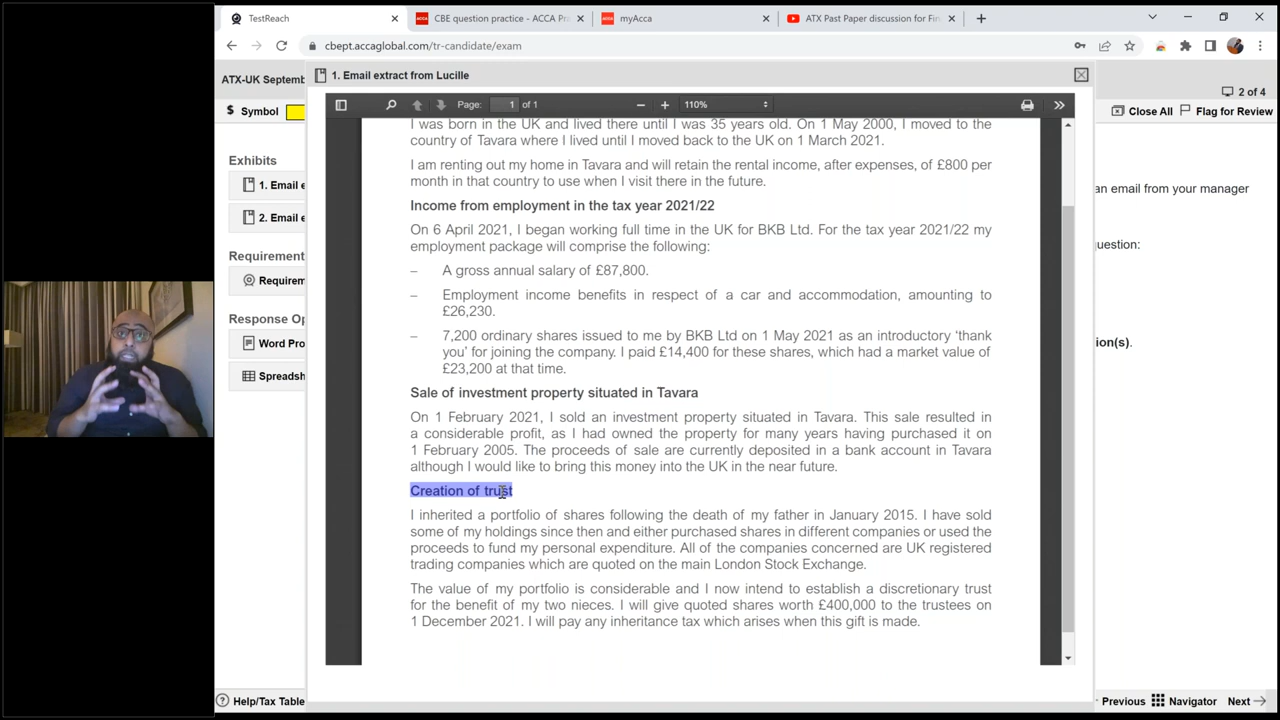 TestReach
CBE question practice - ACCA Pr
myAcca
ATX Past Paper discussion for Fin
cbept.accaglobal.com/tr-candidate/exam
ATX-UK Septemb
1. Email extract from Lucille
2 of 4
$ Symbol
Page: 1 of 1
110%
Close All
Flag for Review
I was born in the UK and lived there until I was 35 years old. On 1 May 2000, I moved to the
country of Tavara where I lived until I moved back to the UK on 1 March 2021.
Exhibits
1. Email e
2. Email e
Requirement
Requirem
Response Op
Word Pro
Spreadsh
I am renting out my home in Tavara and will retain the rental income, after expenses, of £800 per
month in that country to use when I visit there in the future.
Income from employment in the tax year 2021/22
On 6 April 2021, I began working full time in the UK for BKB Ltd. For the tax year 2021/22 my
employment package will comprise the following:
– A gross annual salary of £87,800.
– Employment income benefits in respect of a car and accommodation, amounting to
£26,230.
– 7,200 ordinary shares issued to me by BKB Ltd on 1 May 2021 as an introductory ‘thank
you’ for joining the company. I paid £14,400 for these shares, which had a market value of
£23,200 at that time.
Sale of investment property situated in Tavara
On 1 February 2021, I sold an investment property situated in Tavara. This sale resulted in
a considerable profit, as I had owned the property for many years having purchased it on
1 February 2005. The proceeds of sale are currently deposited in a bank account in Tavara
although I would like to bring this money into the UK in the near future.
Creation of trust
I inherited a portfolio of shares following the death of my father in January 2015. I have sold
some of my holdings since then and either purchased shares in different companies or used the
proceeds to fund my personal expenditure. All of the companies concerned are UK registered
trading companies which are quoted on the main London Stock Exchange.
The value of my portfolio is considerable and I now intend to establish a discretionary trust
for the benefit of my two nieces. I will give quoted shares worth £400,000 to the trustees on
1 December 2021. I will pay any inheritance tax which arises when this gift is made.
an email from your manager
question:
ion(s).
Help/Tax Table
Previous
Navigator
Next